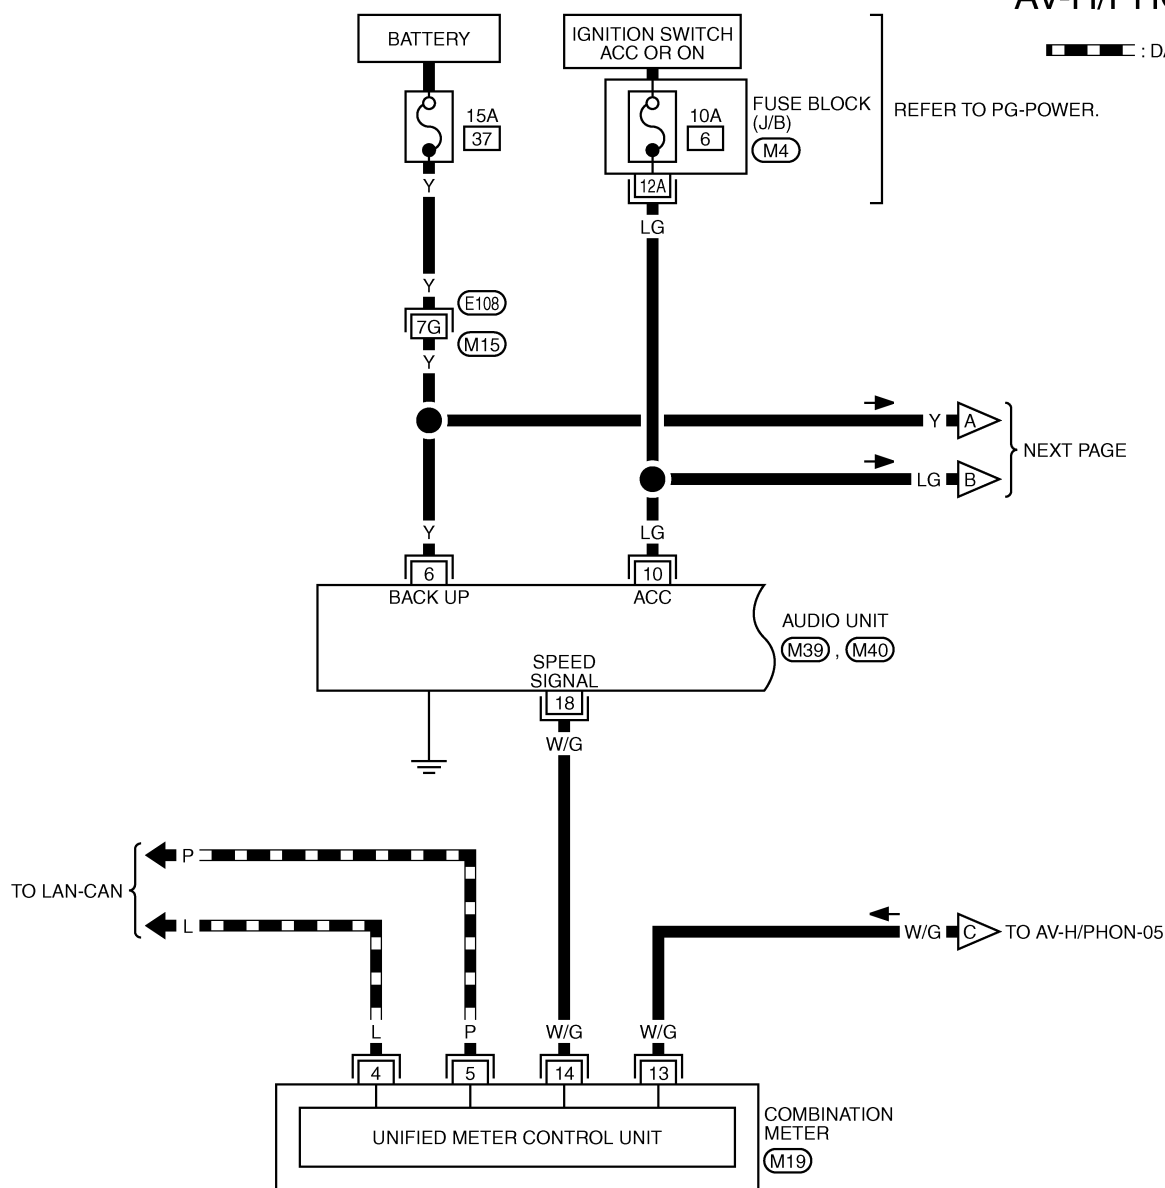 BATTERY
IGNITION SWITCH
ACC OR ON
15A
37
10A
6
FUSE BLOCK
(J/B)
M4
REFER TO PG-POWER.
12A
Y
LG
Y
E108
7G
M15
Y
Y
A
NEXT PAGE
LG
B
Y
LG
6
10
BACK UP
ACC
AUDIO UNIT
M39 , M40
SPEED
SIGNAL
18
W/G
P
TO LAN-CAN
L
W/G
C
TO AV-H/PHON-05
L
P
W/G
W/G
4
5
14
13
UNIFIED METER CONTROL UNIT
COMBINATION
METER
M19